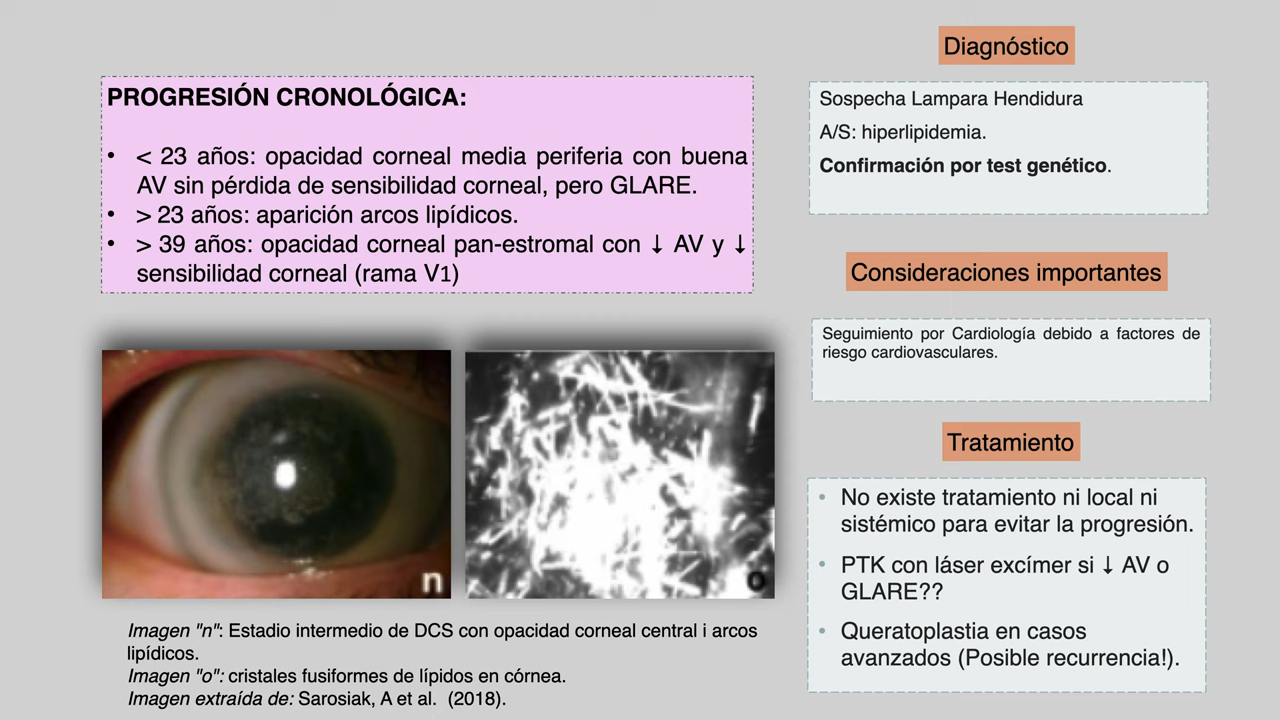 PROGRESIÓN CRONOLÓGICA:
• < 23 años: opacidad corneal media periferia con buena
AV sin pérdida de sensibilidad corneal, pero GLARE.
• > 23 años: aparición arcos lipídicos.
• > 39 años: opacidad corneal pan-estromal con ↓ AV y ↓
sensibilidad corneal (rama V1)
n
o
Imagen "n": Estadio intermedio de DCS con opacidad corneal central i arcos
lipídicos.
Imagen "o": cristales fusiformes de lípidos en córnea.
Imagen extraída de: Sarosiak, A et al. (2018).
Diagnóstico
Sospecha Lampara Hendidura
A/S: hiperlipidemia.
Confirmación por test genético.
Consideraciones importantes
Seguimiento por Cardiología debido a factores de
riesgo cardiovasculares.
Tratamiento
• No existe tratamiento ni local ni
sistémico para evitar la progresión.
• PTK con láser excímer si ↓ AV o
GLARE??
• Queratoplastia en casos
avanzados (Posible recurrencia!).